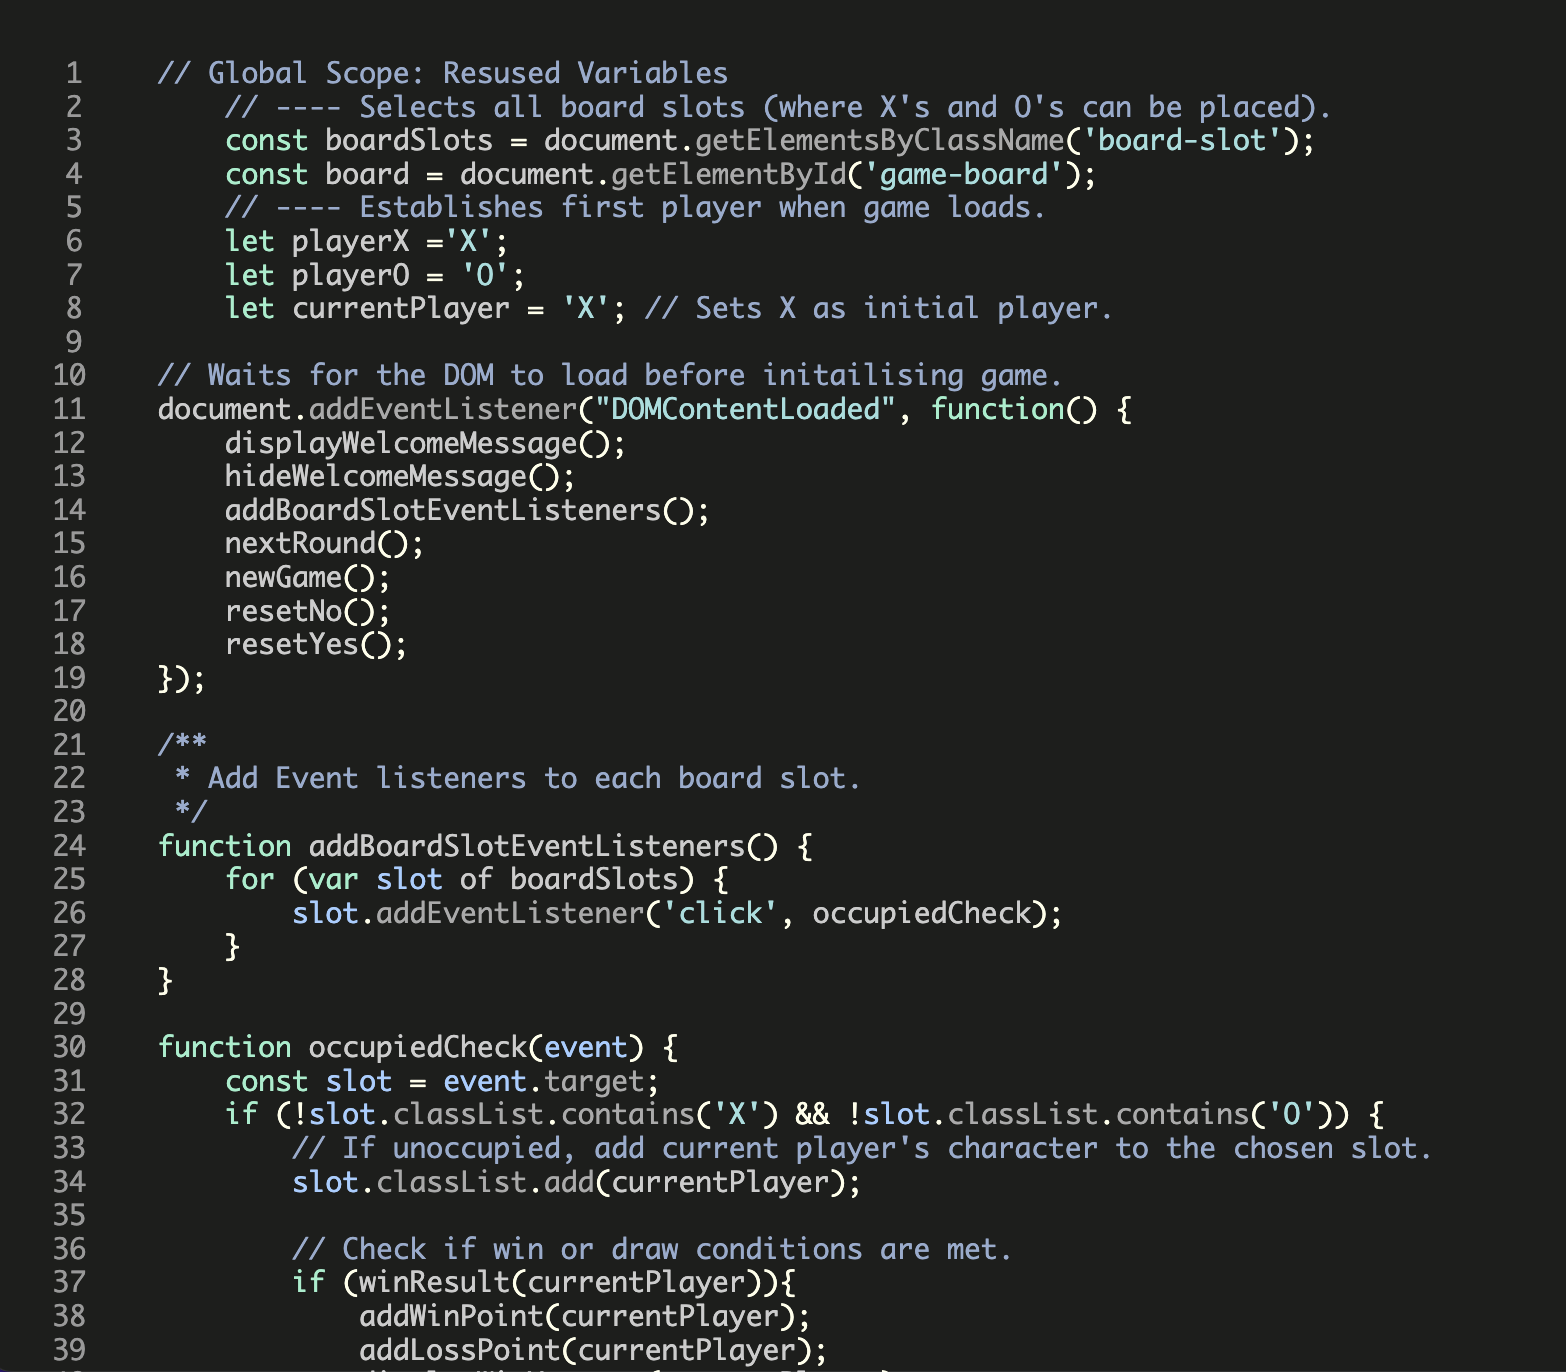 1 // Global Scope: Resused Variables
2 // ---- Selects all board slots (where X's and O's can be placed).
3 const boardSlots = document.getElementsByClassName('board-slot');
4 const board = document.getElementById('game-board');
5 // ---- Establishes first player when game loads.
6 let playerX ='X';
7 let playerO = 'O';
8 let currentPlayer = 'X'; // Sets X as initial player.
9
10 // Waits for the DOM to load before initailising game.
11 document.addEventListener("DOMContentLoaded", function() {
12 displayWelcomeMessage();
13 hideWelcomeMessage();
14 addBoardSlotEventListeners();
15 nextRound();
16 newGame();
17 resetNo();
18 resetYes();
19 });
20
21 /**
22 * Add Event listeners to each board slot.
23 */
24 function addBoardSlotEventListeners() {
25 for (var slot of boardSlots) {
26 slot.addEventListener('click', occupiedCheck);
27 }
28 }
29
30 function occupiedCheck(event) {
31 const slot = event.target;
32 if (!slot.classList.contains('X') && !slot.classList.contains('O')) {
33 // If unoccupied, add current player's character to the chosen slot.
34 slot.classList.add(currentPlayer);
35
36 // Check if win or draw conditions are met.
37 if (winResult(currentPlayer)){
38 addWinPoint(currentPlayer);
39 addLossPoint(currentPlayer);